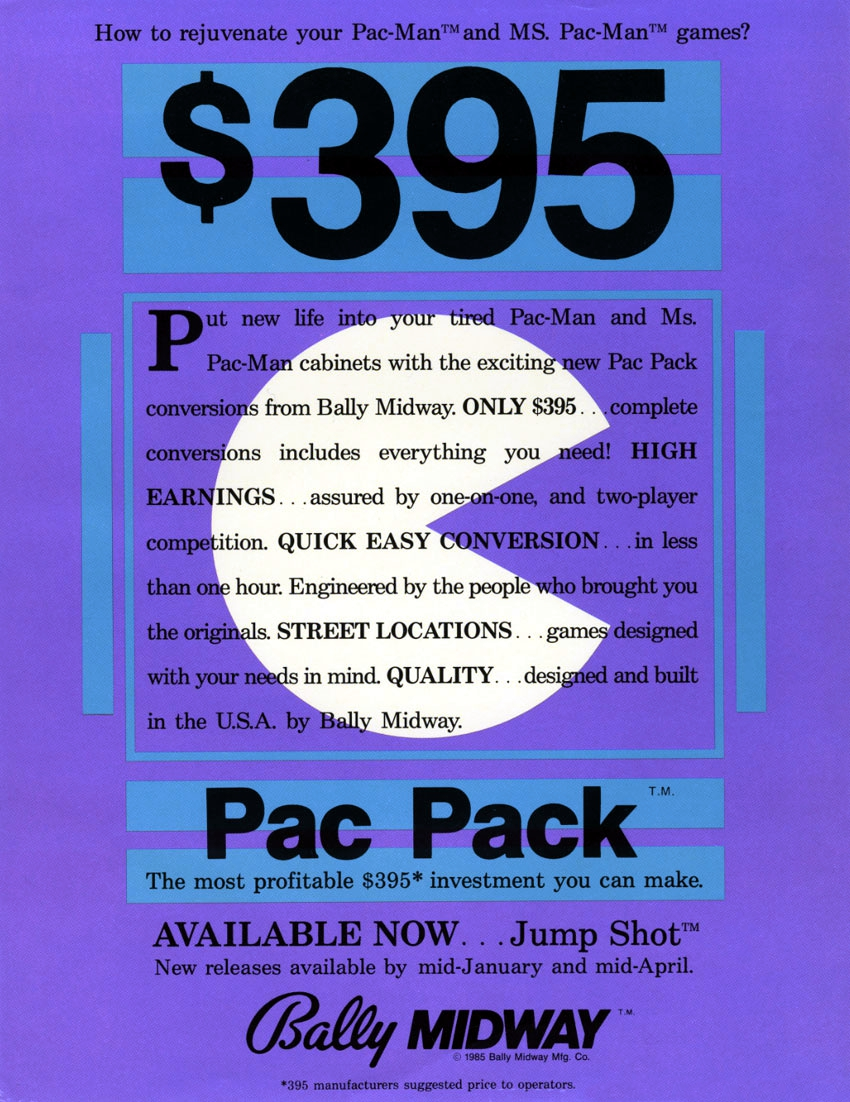 How to rejuvenate your Pac-Man™ and MS. Pac-Man™ games?
$395
Put new life into your tired Pac-Man and Ms.
Pac-Man cabinets with the exciting new Pac Pack
conversions from Bally Midway. ONLY $395...complete
conversions includes everything you need! HIGH
EARNINGS...assured by one-on-one, and two-player
competition. QUICK EASY CONVERSION...in less
than one hour. Engineered by the people who brought you
the originals. STREET LOCATIONS...games designed
with your needs in mind. QUALITY...designed and built
in the U.S.A. by Bally Midway.
Pac Pack T.M.
The most profitable $395* investment you can make.
AVAILABLE NOW...Jump Shot™
New releases available by mid-January and mid-April.
Bally MIDWAY T.M.
© 1985 Bally Midway Mfg. Co.
*395 manufacturers suggested price to operators.